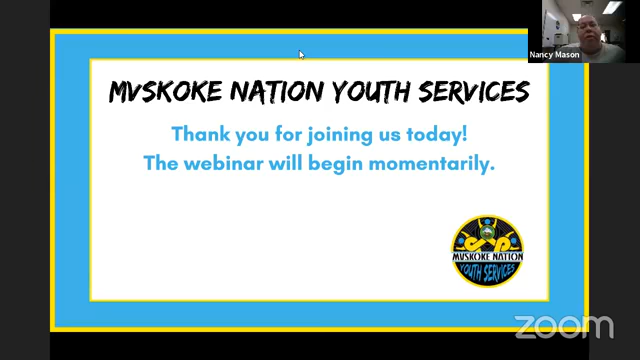 Nancy Mason
MVSKOKE NATION YOUTH SERVICES
Thank you for joining us today!
The webinar will begin momentarily.
MVSKOKE NATION
YOUTH SERVICES
zoom